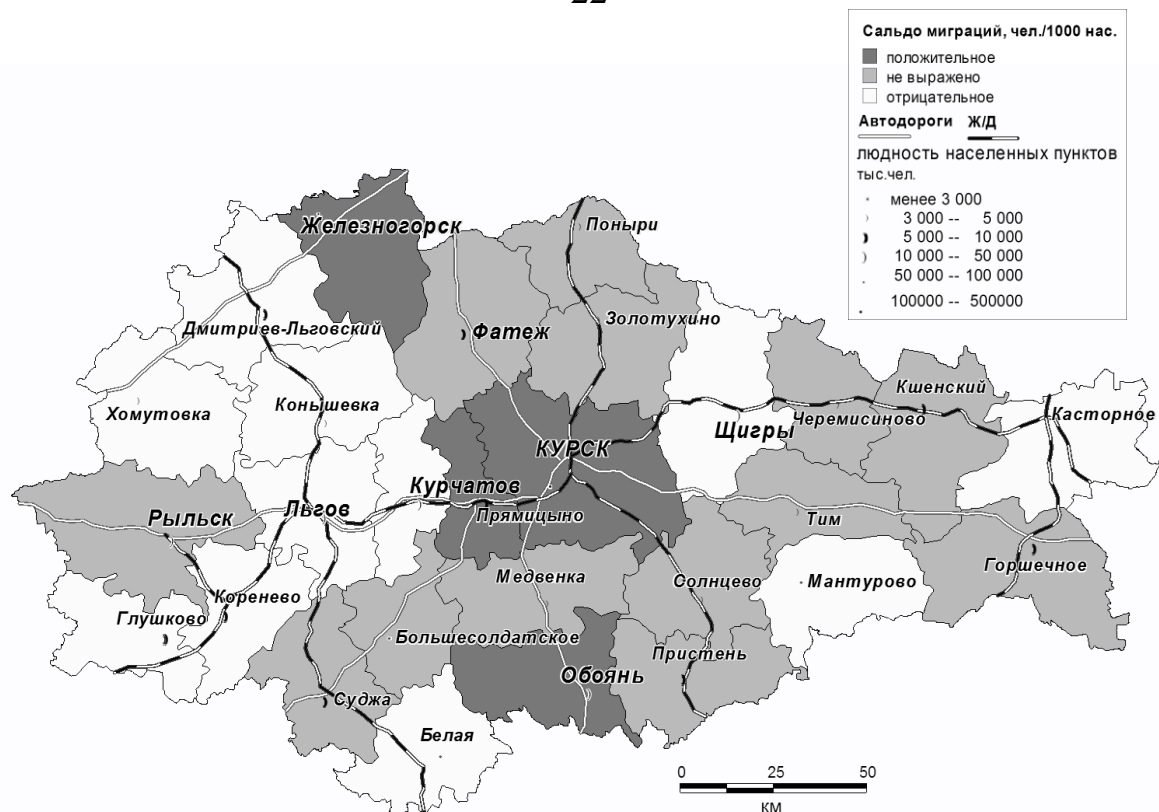 Сальдо миграций, чел./1000 нас.
положительное
не выражено
отрицательное
Автодороги Ж/Д
людность населенных пунктов
тыс.чел.
менее 3 000
3 000 -- 5 000
5 000 -- 10 000
10 000 -- 50 000
50 000 -- 100 000
100000 -- 500000
Железногорск
Поныри
Дмитриев-Льговский
Фатеж
Золотухино
Хомутовка
Конышевка
Кшенский
Касторное
Черемисиново
Щигры
КУРСК
Курчатов
Прямицыно
Льгов
Рыльск
Тим
Горшечное
Медвенка
Солнцево
Мантурово
Коренево
Глушково
Большесолдатское
Пристень
Обоянь
Суджа
Белая
0 25 50
КМ